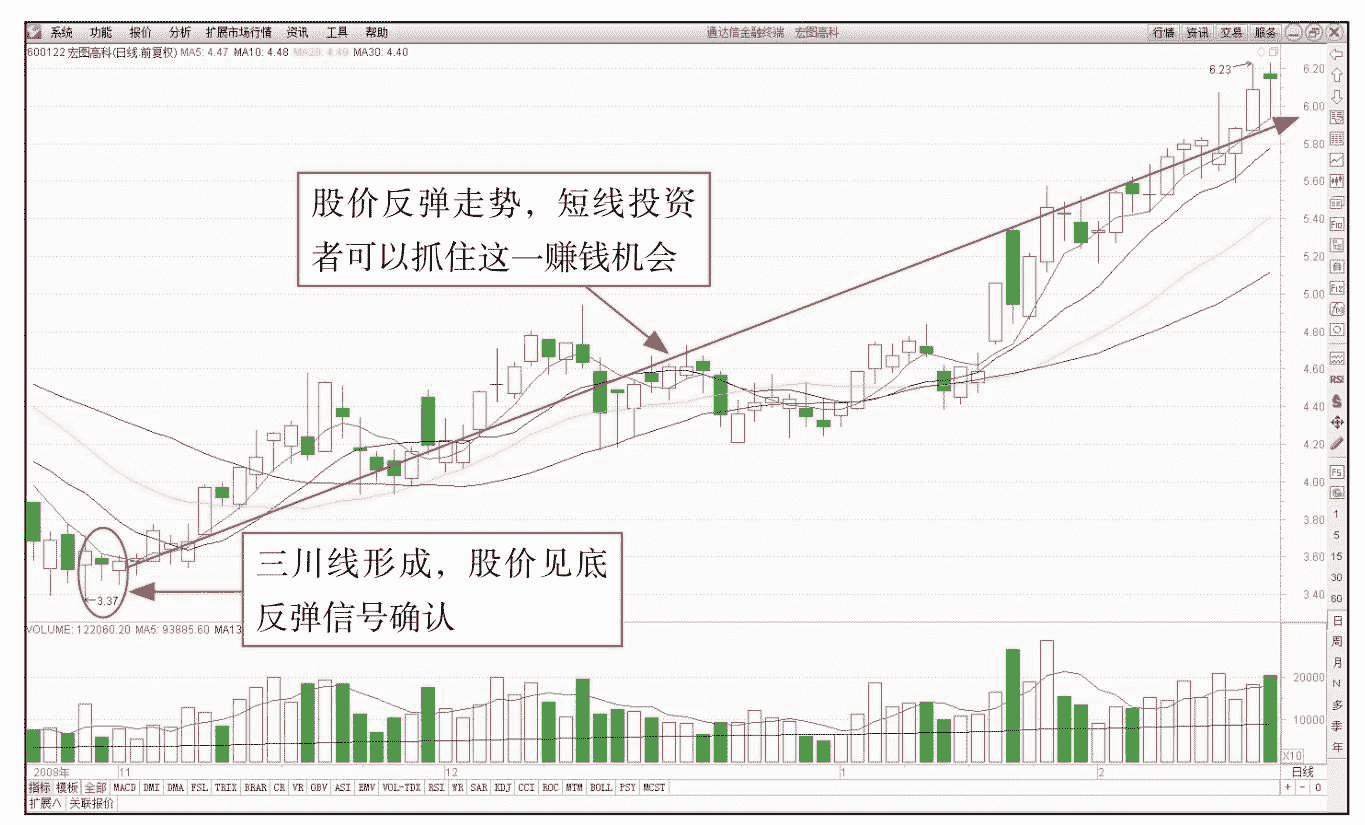 系统 功能 报价 分析 扩展市场行情 资讯 工具 帮助 通达信金融终端 宏图高科 行情 资讯 交易 服务
600122 宏图高科(日线.前复权) MA5: 4.47 MA10: 4.48 MA20: 4.49 MA30: 4.40
6.23
6.20
6.00
5.80
5.60
5.40
5.20
5.00
4.80
4.60
4.40
4.20
4.00
3.80
3.60
3.40
股价反弹走势，短线投资
者可以抓住这一赚钱机会
三川线形成，股价见底
反弹信号确认
3.37
VOLUME: 122060.20 MA5: 93885.60 MA13
20000
10000
X10
2008年 11 12 1 2 日线
指标 模板 全部 MACD DMI DMA FSL TRIX BRAR CR VR OBV ASI EMV VOL-TDX RSI WR SAR KDJ CCI ROC MTM BOLL PSY MCST + - 0
扩展∧ 关联报价
F10
F12
RSI
F5
1
5
15
30
60
日
周
月
N
多
季
年